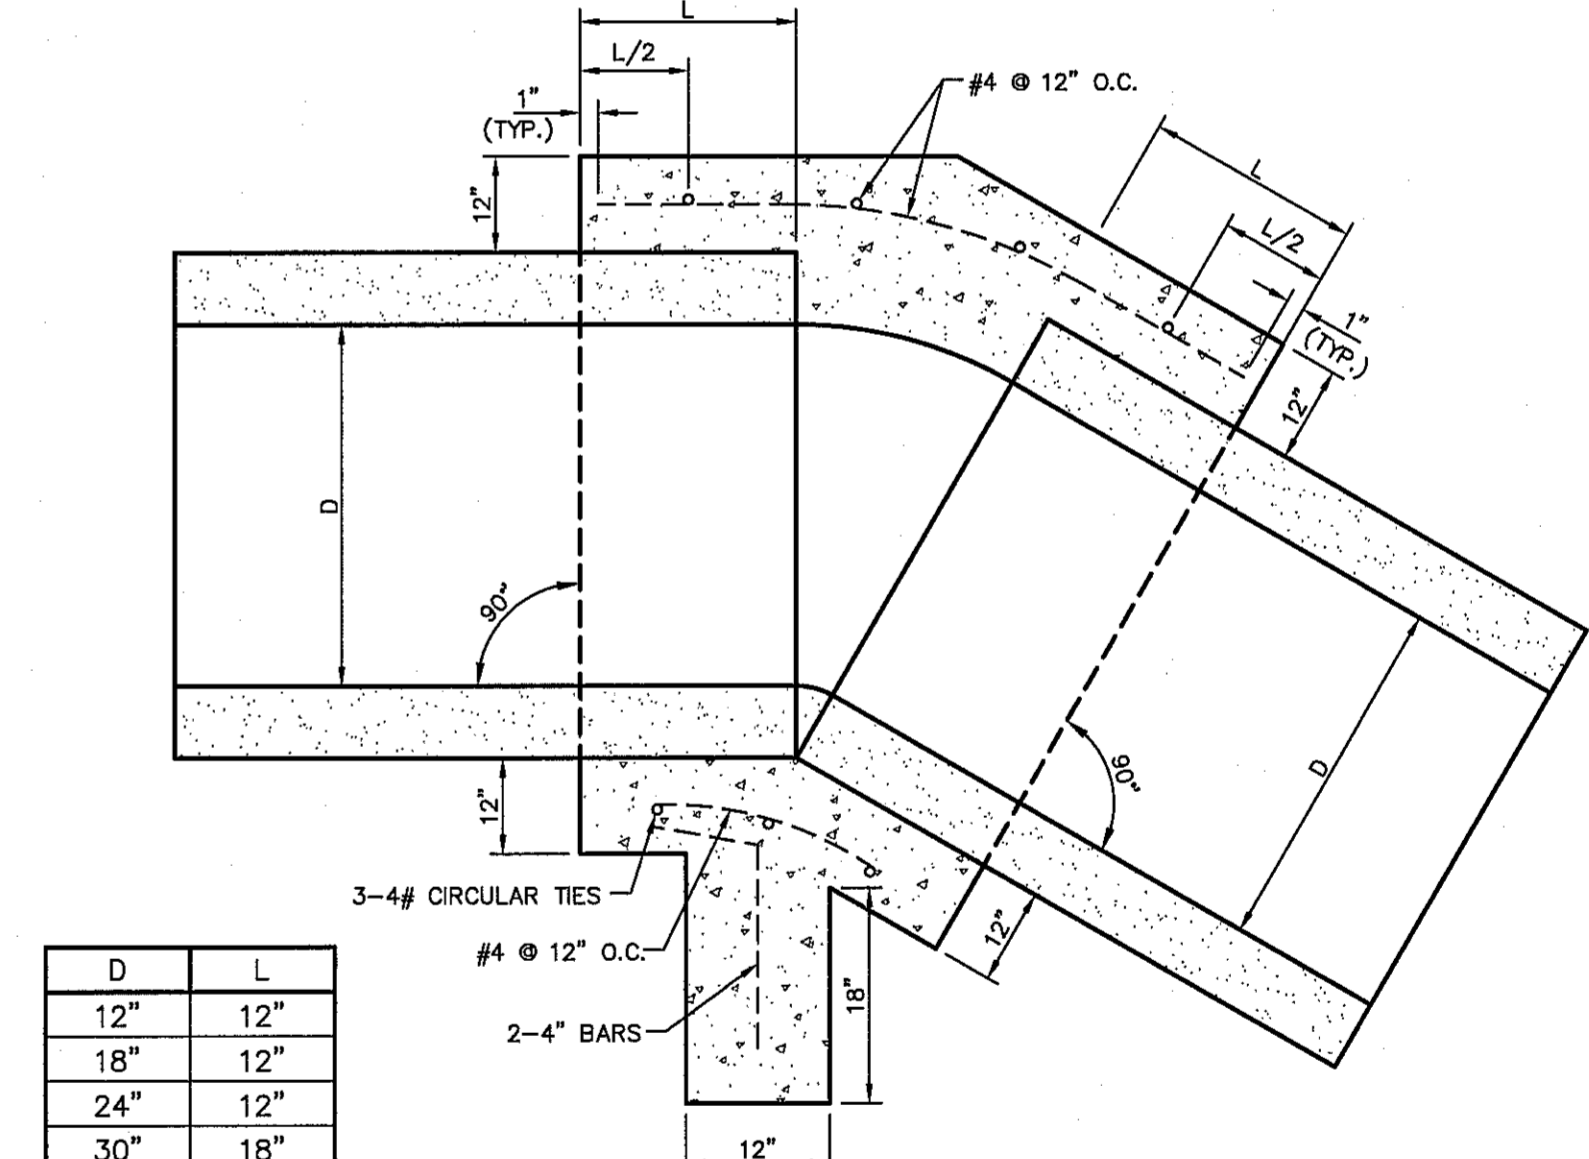 L
L/2
#4 @ 12" O.C.
1"
(TYP.)
L
12"
L/2
1"
(TYP.)
12"
D
90°
D
90°
12"
3-4# CIRCULAR TIES
#4 @ 12" O.C.
12"
18"
2-4" BARS
12"
D L
12" 12"
18" 12"
24" 12"
30" 18"